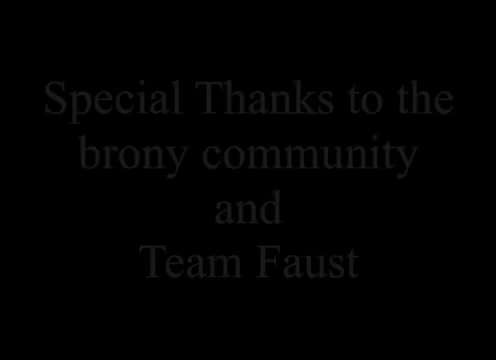 Special Thanks to the
brony community
and
Team Faust